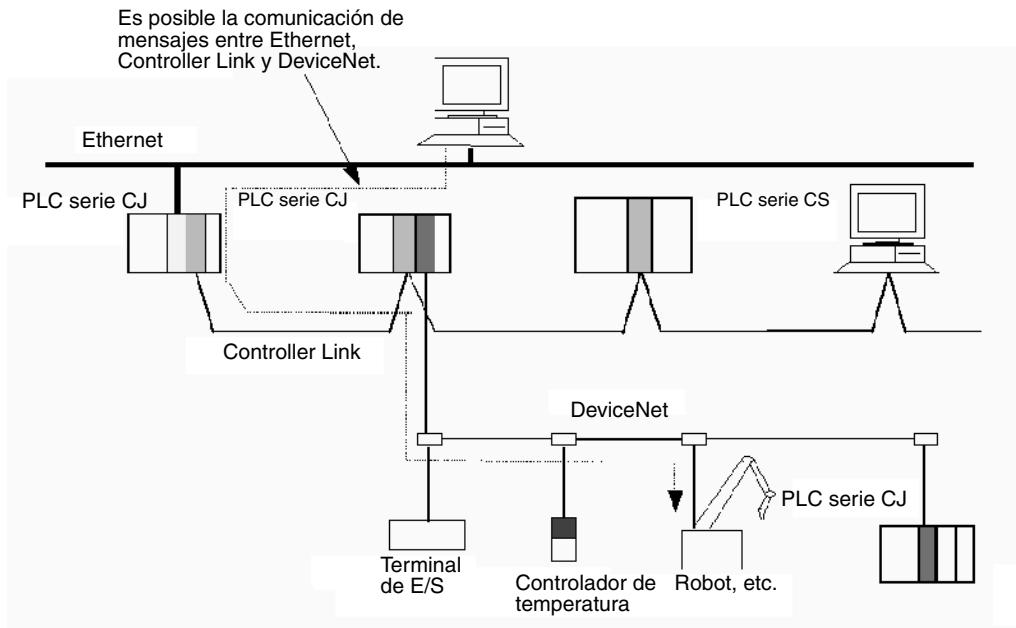 Es posible la comunicación de
mensajes entre Ethernet,
Controller Link y DeviceNet.
Ethernet
PLC serie CJ
PLC serie CJ
PLC serie CS
Controller Link
DeviceNet
PLC serie CJ
Terminal
de E/S
Controlador de
temperatura
Robot, etc.